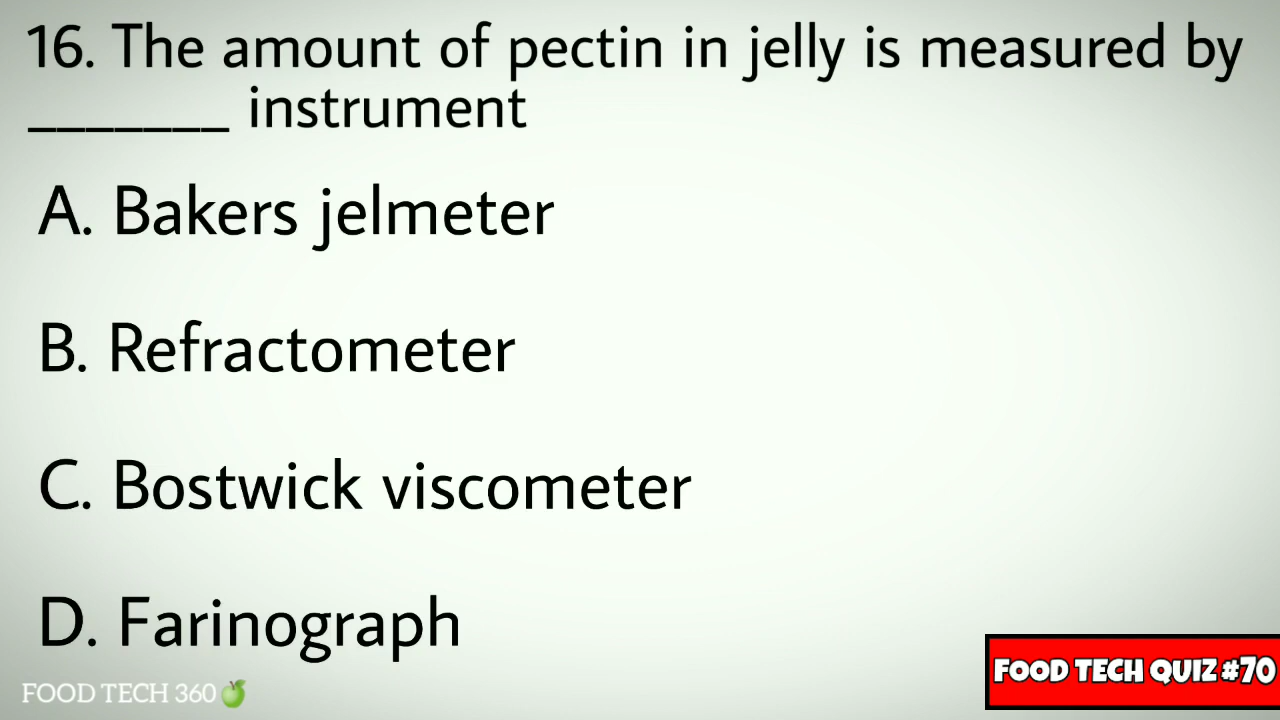 16. The amount of pectin in jelly is measured by
_______ instrument
A. Bakers jelmeter
B. Refractometer
C. Bostwick viscometer
D. Farinograph
FOOD TECH QUIZ #70
FOOD TECH 360